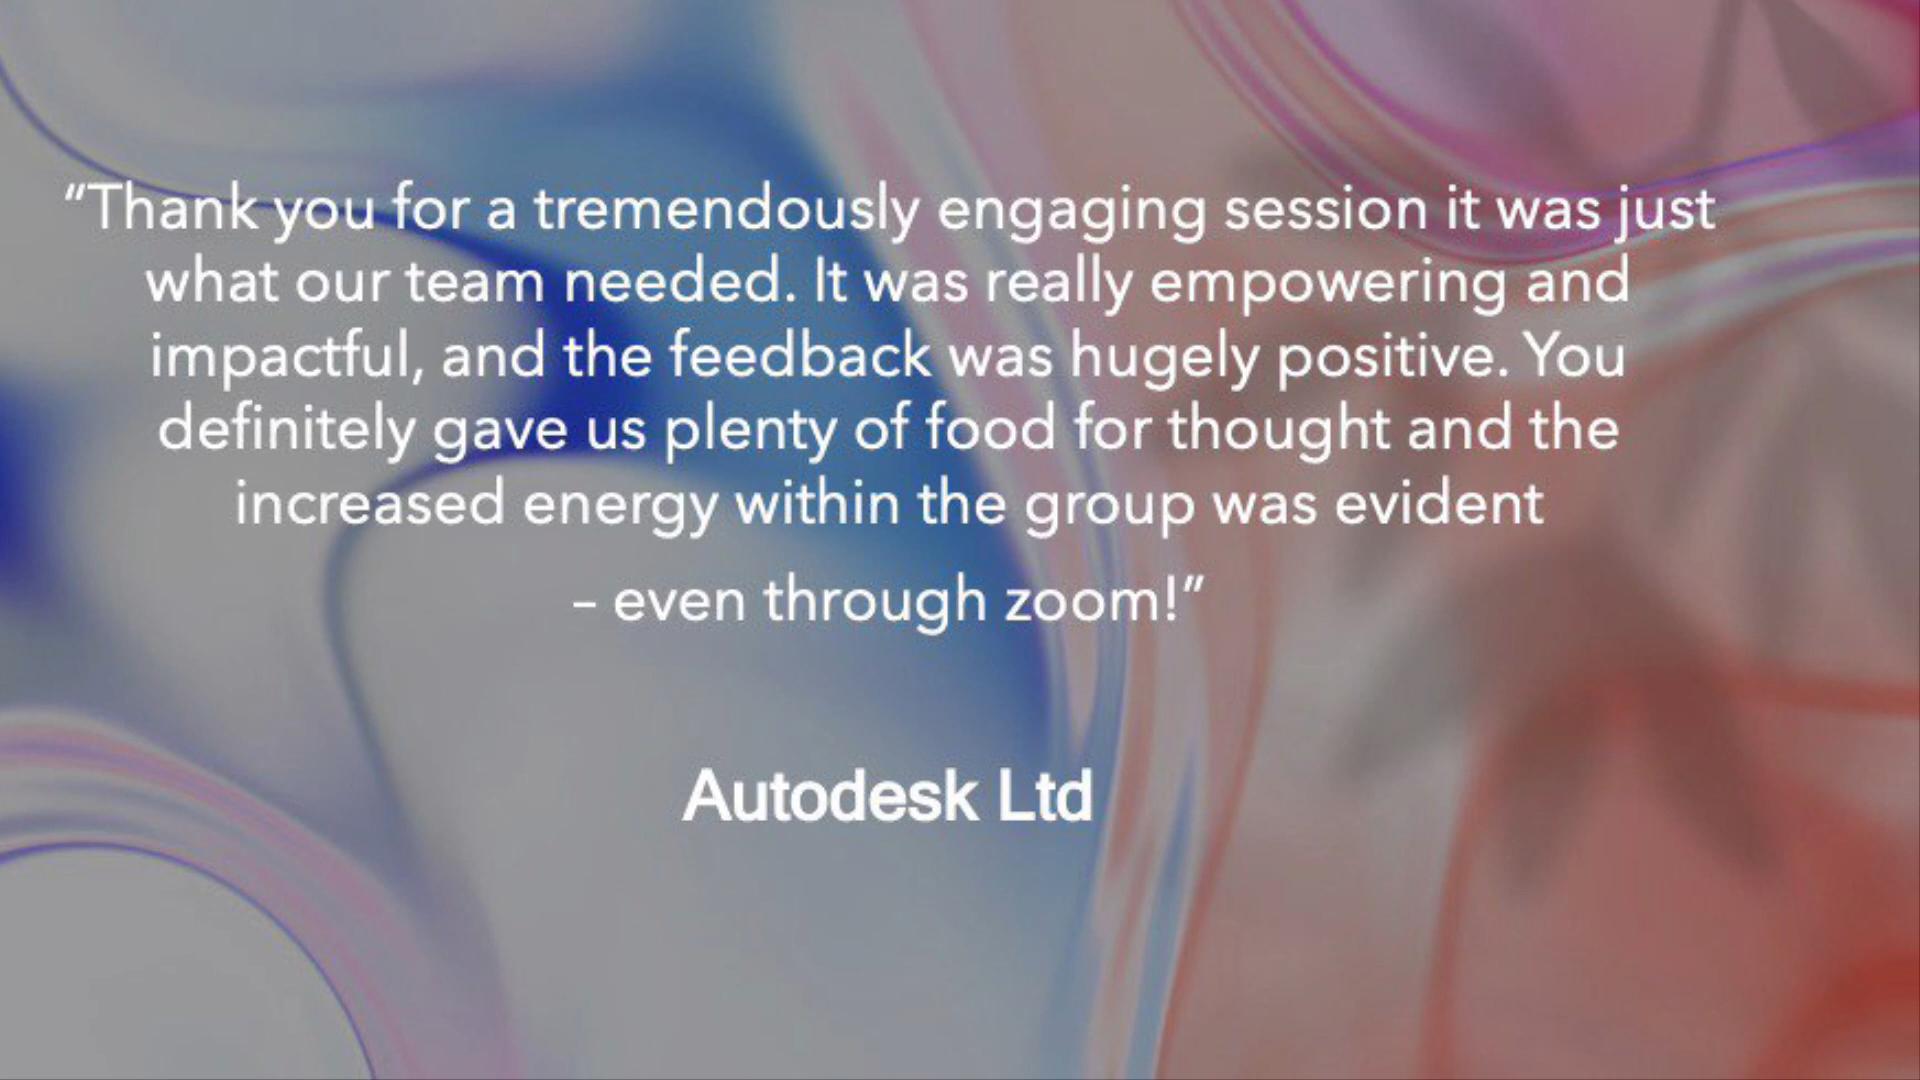 “Thank you for a tremendously engaging session it was just
what our team needed. It was really empowering and
impactful, and the feedback was hugely positive. You
definitely gave us plenty of food for thought and the
increased energy within the group was evident
– even through zoom!”
Autodesk Ltd